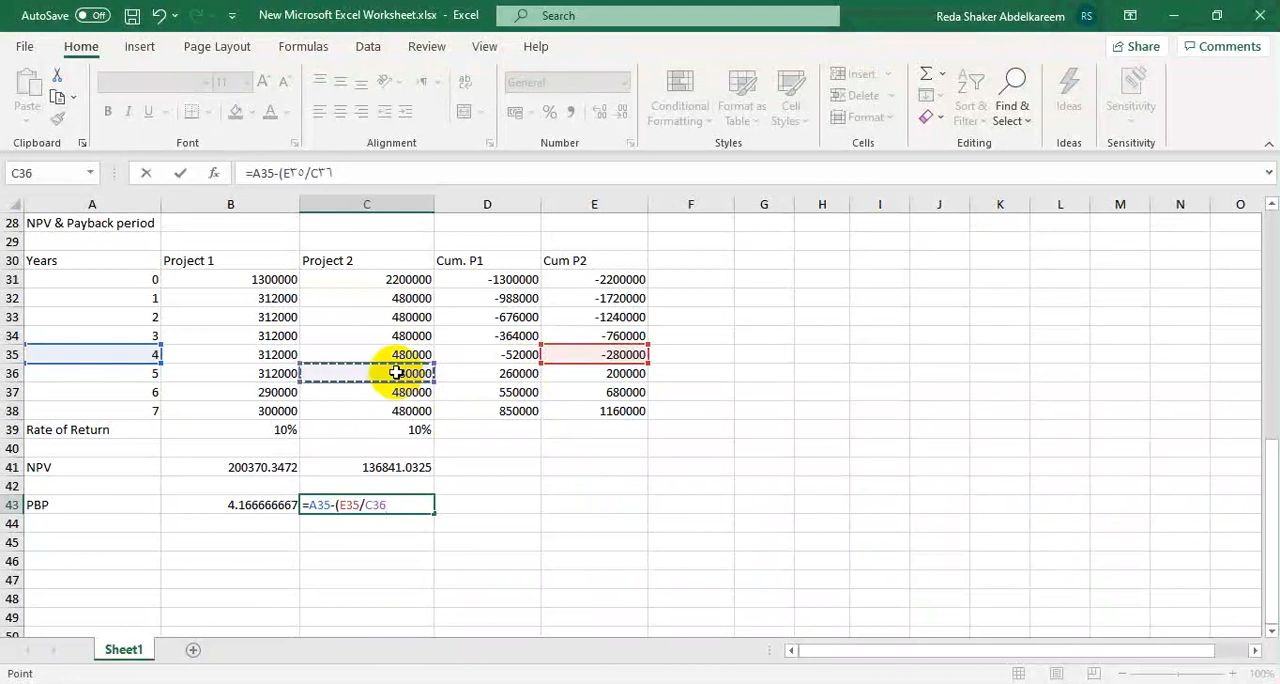 AutoSave Off New Microsoft Excel Worksheet.xlsx - Excel Search Reda Shaker Abdelkareem RS
File Home Insert Page Layout Formulas Data Review View Help Share Comments
Paste 11 General Conditional Formatting Format as Table Cell Styles Insert Delete Format Sort & Filter Find & Select Ideas Sensitivity
Clipboard Font Alignment Number Styles Cells Editing Ideas Sensitivity
C36 =A35-(E٣٥/C٣٦
A B C D E F G H I J K L M N O
28 NPV & Payback period
29
30 Years Project 1 Project 2 Cum. P1 Cum P2
31 0 1300000 2200000 -1300000 -2200000
32 1 312000 480000 -988000 -1720000
33 2 312000 480000 -676000 -1240000
34 3 312000 480000 -364000 -760000
35 4 312000 480000 -52000 -280000
36 5 312000 260000 200000
37 6 290000 480000 550000 680000
38 7 300000 480000 850000 1160000
39 Rate of Return 10% 10%
40
41 NPV 200370.3472 136841.0325
42
43 PBP 4.166666667 =A35-(E35/C36
44
45
46
47
48
49
50
Sheet1
Point 100%